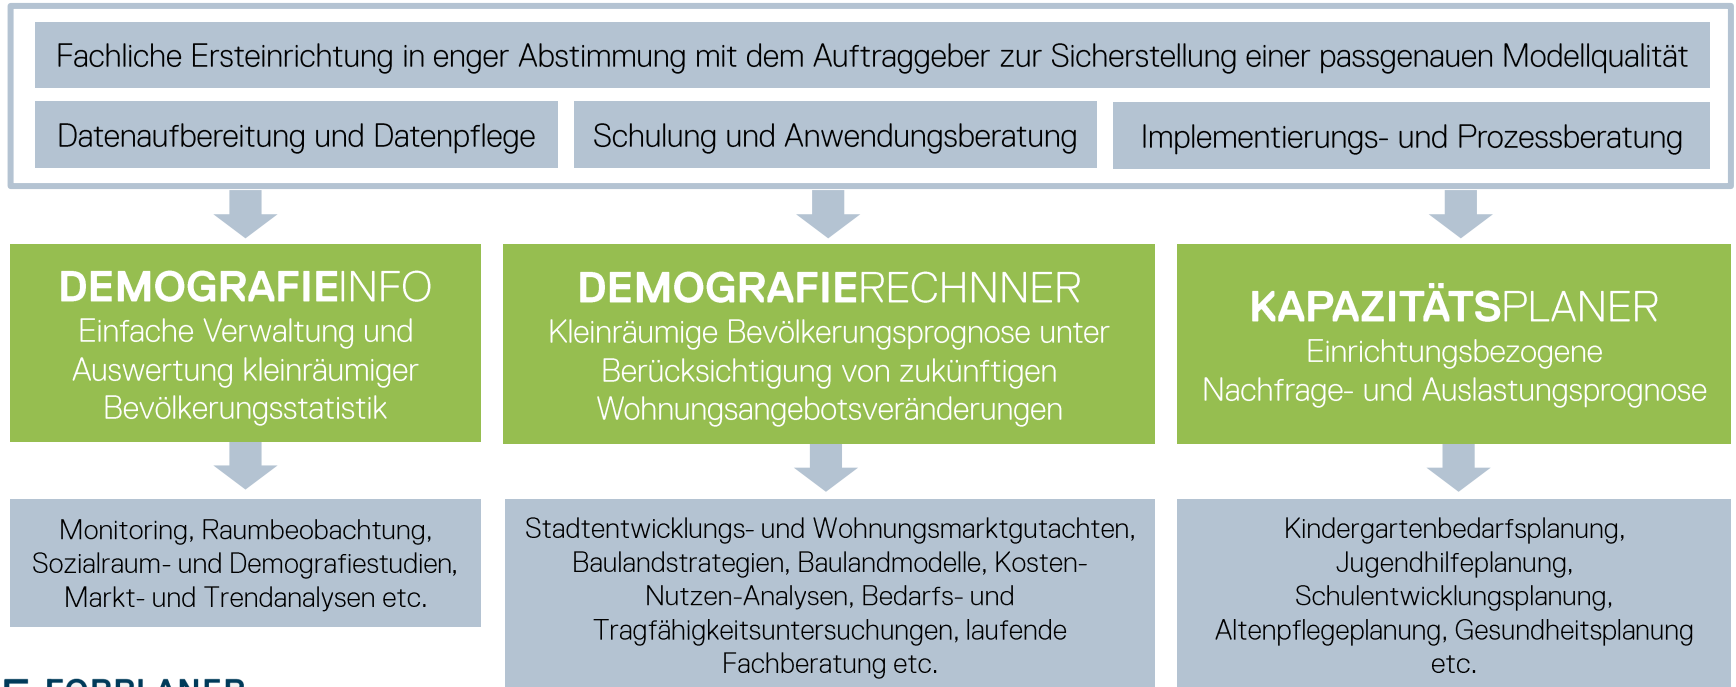 Fachliche Ersteinrichtung in enger Abstimmung mit dem Auftraggeber zur Sicherstellung einer passgenauen Modellqualität
Datenaufbereitung und Datenpflege
Schulung und Anwendungsberatung
Implementierungs- und Prozessberatung
DEMOGRAFIEINFO
Einfache Verwaltung und
Auswertung kleinräumiger
Bevölkerungsstatistik
DEMOGRAFIERECHNNER
Kleinräumige Bevölkerungsprognose unter
Berücksichtigung von zukünftigen
Wohnungsangebotsveränderungen
KAPAZITÄTSPLANER
Einrichtungsbezogene
Nachfrage- und Auslastungsprognose
Monitoring, Raumbeobachtung,
Sozialraum- und Demografiestudien,
Markt- und Trendanalysen etc.
Stadtentwicklungs- und Wohnungsmarktgutachten,
Baulandstrategien, Baulandmodelle, Kosten-
Nutzen-Analysen, Bedarfs- und
Tragfähigkeitsuntersuchungen, laufende
Fachberatung etc.
Kindergartenbedarfsplanung,
Jugendhilfeplanung,
Schulentwicklungsplanung,
Altenpflegeplanung, Gesundheitsplanung
etc.